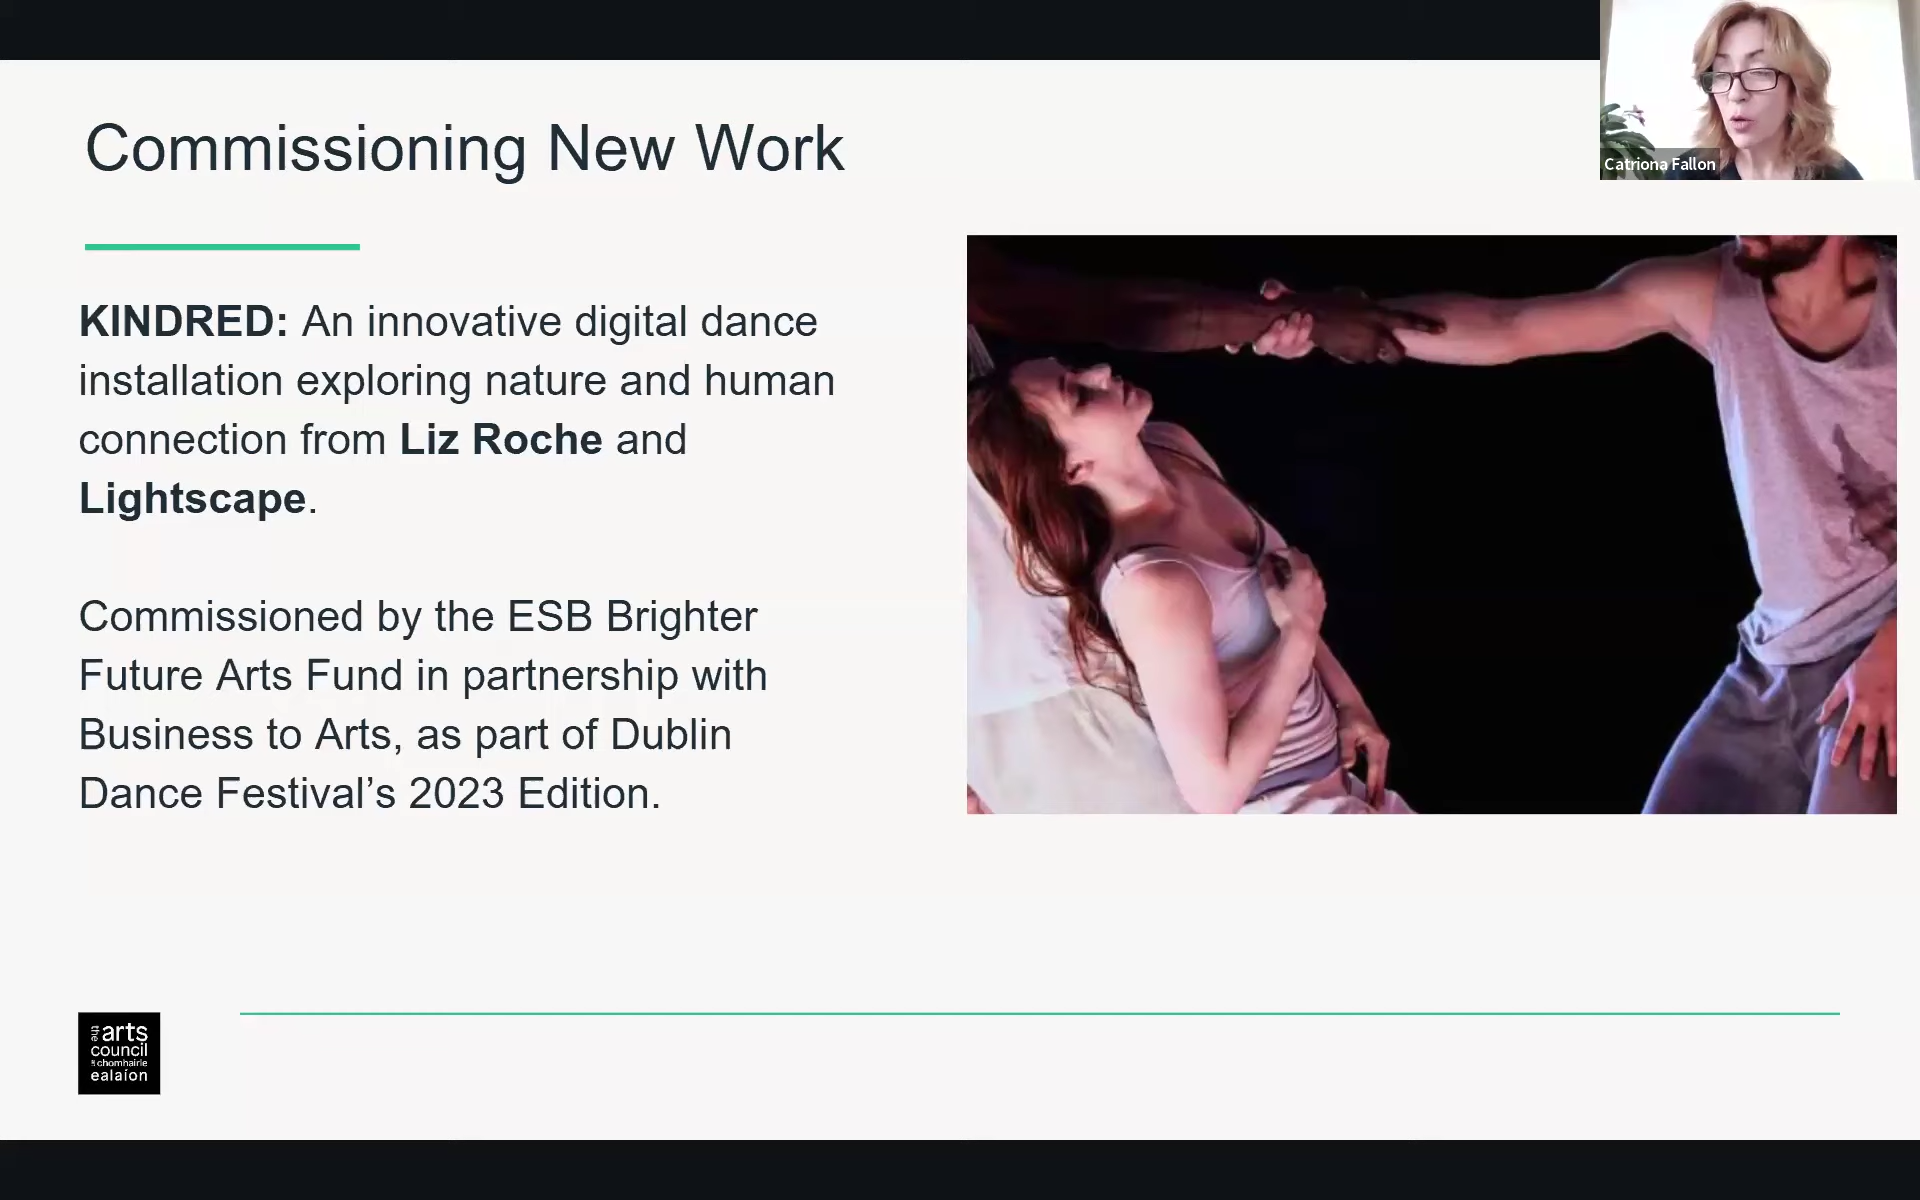 Commissioning New Work
Catriona Fallon
KINDRED: An innovative digital dance
installation exploring nature and human
connection from Liz Roche and
Lightscape.
Commissioned by the ESB Brighter
Future Arts Fund in partnership with
Business to Arts, as part of Dublin
Dance Festival’s 2023 Edition.
the arts
council
an chomhairle
ealaíon